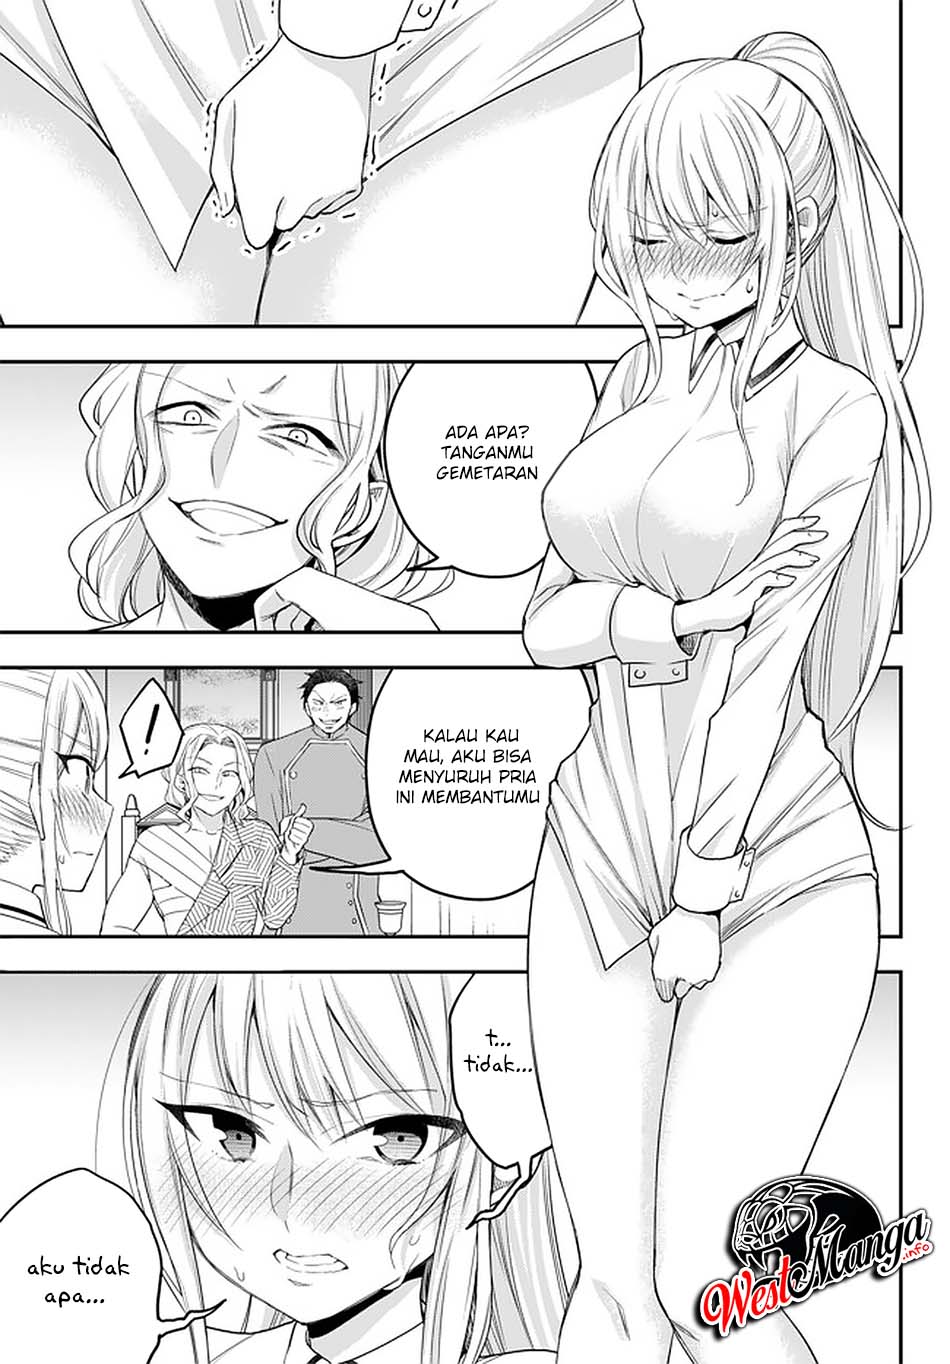 ADA APA?
TANGANMU
GEMETARAN
!
KALAU KAU
MAU, AKU BISA
MENYURUH PRIA
INI MEMBANTUMU
t...
tidak...
aku tidak
apa...
WestManga
.info